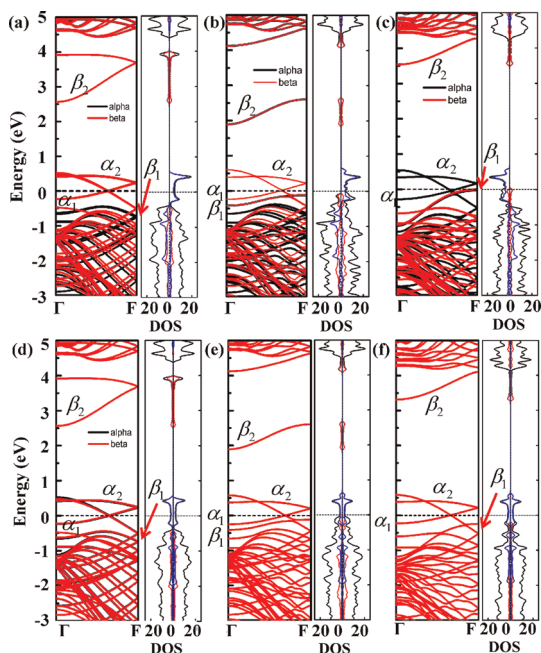 (a) (b) (c)
5 4 3 2 1 0 -1 -2 -3
Energy (eV)
β2 β2 β2
alpha alpha alpha
beta beta beta
α2 α2 α2
β1 β1
α1 α1 α1
β1
Γ F Γ F Γ F
20 0 20 20 0 20 20 0 20
DOS DOS DOS
(d) (e) (f)
5 4 3 2 1 0 -1 -2 -3
Energy (eV)
β2 β2 β2
alpha
beta
α2 α2 α2
β1 β1
α1 α1 α1
β1
Γ F Γ F Γ F
20 0 20 20 0 20 20 0 20
DOS DOS DOS